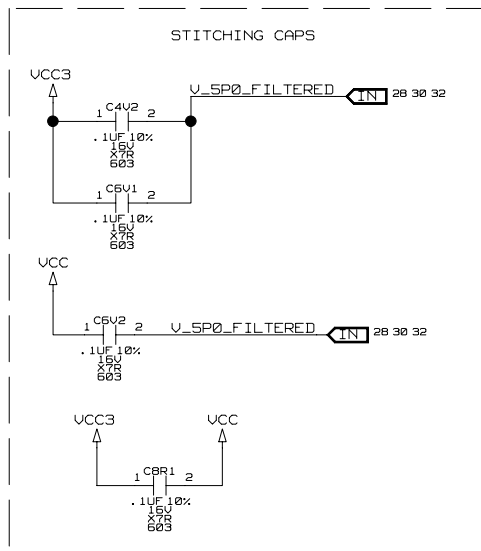 STITCHING CAPS
VCC3
V_5P0_FILTERED IN 28 30 32
C4V2
1 2
.1UF 10%
16V
X7R
603
C6V1
1 2
.1UF 10%
16V
X7R
603
VCC
C6V2
1 2 V_5P0_FILTERED IN 28 30 32
.1UF 10%
16V
X7R
603
VCC3 VCC
C8R1
1 2
.1UF 10%
16V
X7R
603